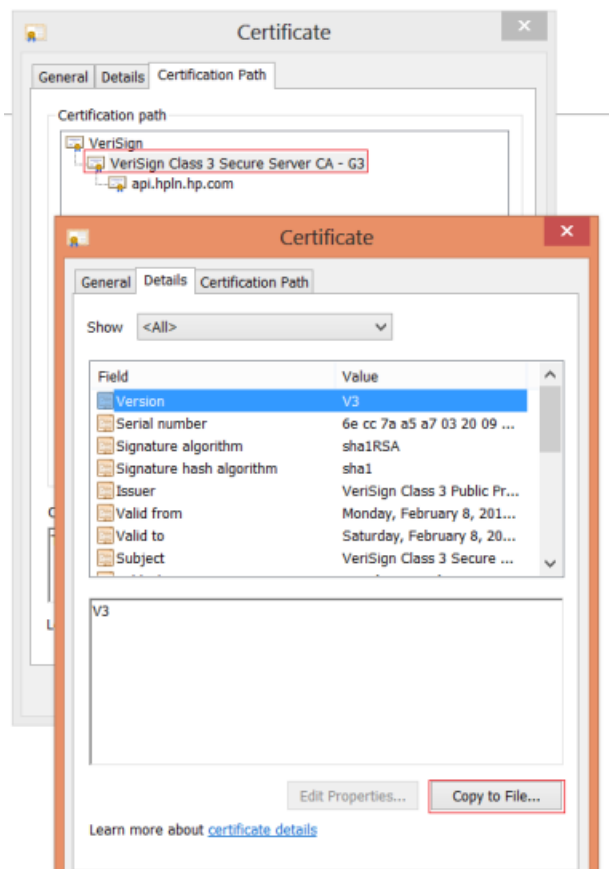 Certificate
General Details Certification Path
Certification path
VeriSign
VeriSign Class 3 Secure Server CA - G3
api.hpln.hp.com
Certificate
General Details Certification Path
Show <All>
Field Value
Version V3
Serial number 6e cc 7a a5 a7 03 20 09 ...
Signature algorithm sha1RSA
Signature hash algorithm sha1
Issuer VeriSign Class 3 Public Pr...
Valid from Monday, February 8, 201...
Valid to Saturday, February 8, 20...
Subject VeriSign Class 3 Secure ...
V3
Edit Properties... Copy to File...
Learn more about certificate details